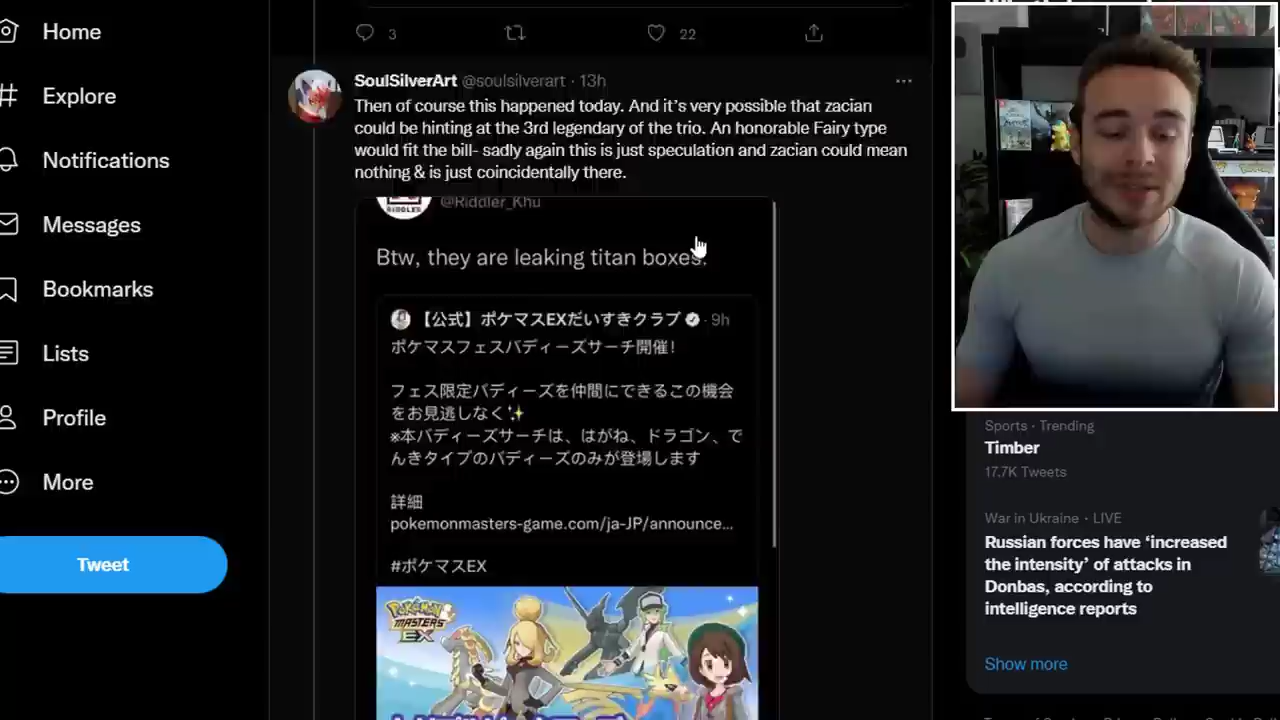 Home
Explore
Notifications
Messages
Bookmarks
Lists
Profile
More
Tweet
3
22
SoulSilverArt @soulsilverart · 13h
Then of course this happened today. And it's very possible that zacian
could be hinting at the 3rd legendary of the trio. An honorable Fairy type
would fit the bill- sadly again this is just speculation and zacian could mean
nothing & is just coincidentally there.
RIDDLER
@Riddler_Khu
Btw, they are leaking titan boxes.
【公式】ポケマスEXだいすきクラブ · 9h
ポケマスフェスバディーズサーチ開催!
フェス限定バディーズを仲間にできるこの機会
をお見逃しなく✨
※本バディーズサーチは、はがね、ドラゴン、で
んきタイプのバディーズのみが登場します
詳細
pokemonmasters-game.com/ja-JP/announce...
#ポケマスEX
POKÉMON
MASTERS
EX
Sports · Trending
Timber
17.7K Tweets
War in Ukraine · LIVE
Russian forces have ‘increased
the intensity’ of attacks in
Donbas, according to
intelligence reports
Show more